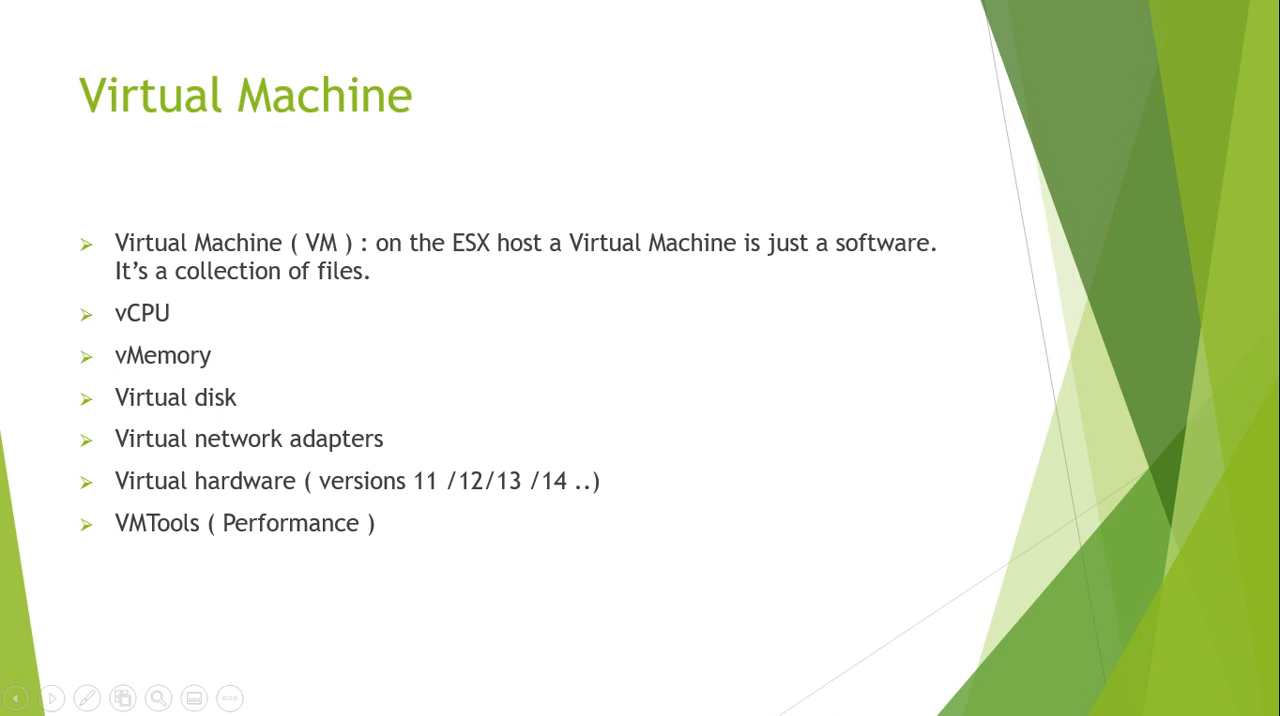 Virtual Machine
Virtual Machine ( VM ) : on the ESX host a Virtual Machine is just a software.
It’s a collection of files.
vCPU
vMemory
Virtual disk
Virtual network adapters
Virtual hardware ( versions 11 /12/13 /14 ..)
VMTools ( Performance )